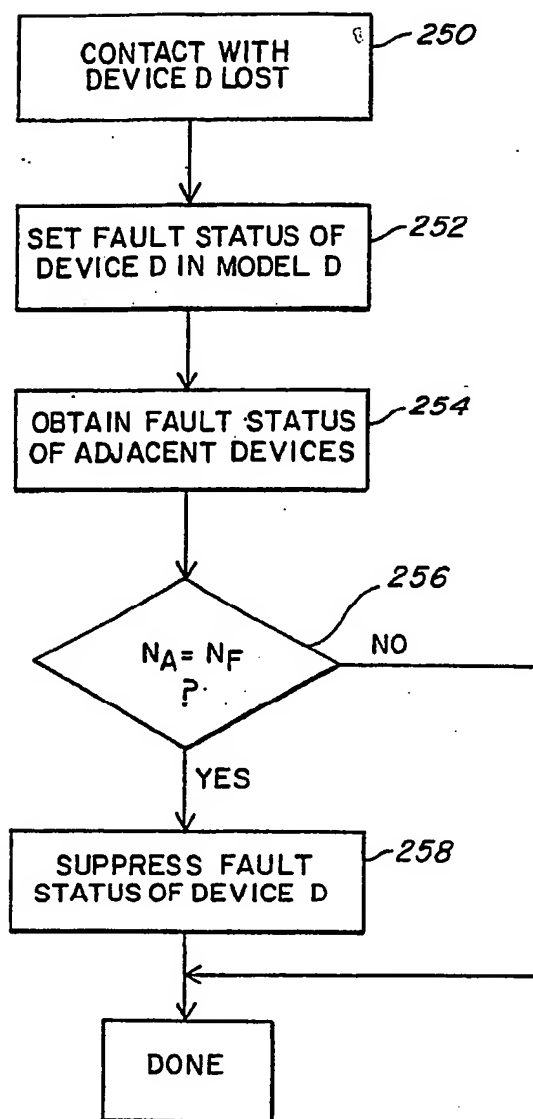 CONTACT WITH
DEVICE D LOST
250
SET FAULT STATUS OF
DEVICE D IN MODEL D
252
OBTAIN FAULT STATUS
OF ADJACENT DEVICES
254
256
NA = NF
?
NO
YES
SUPPRESS FAULT
STATUS OF DEVICE D
258
DONE